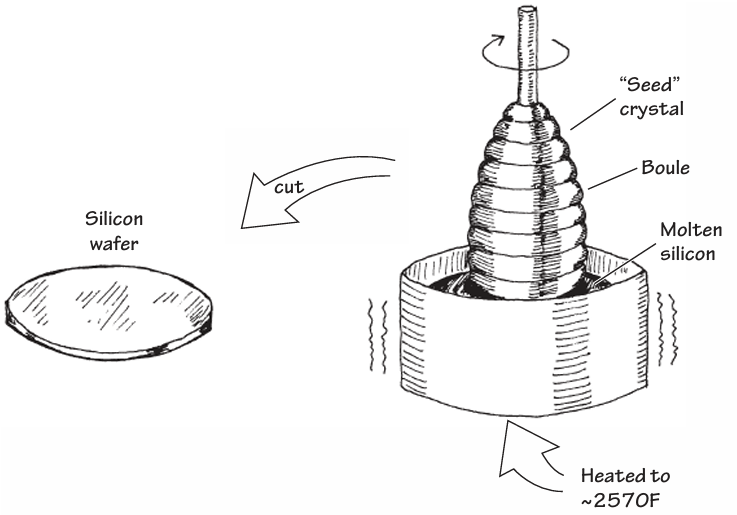 “Seed”
crystal
Boule
cut
Molten
silicon
Silicon
wafer
Heated to
~2570F